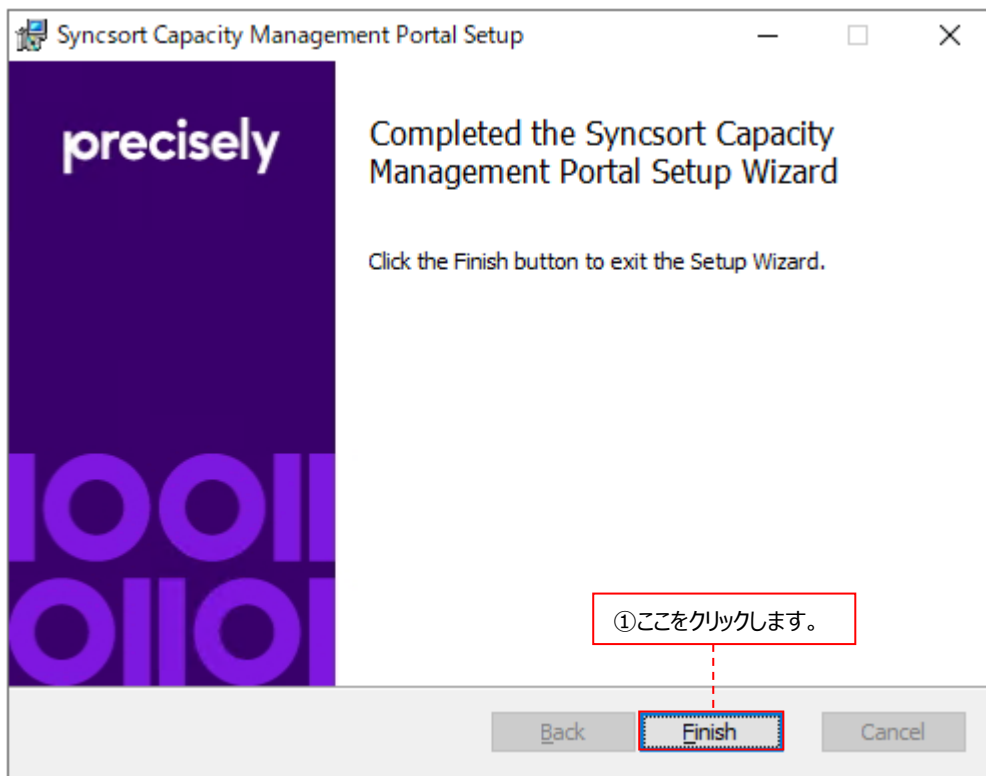 Syncsort Capacity Management Portal Setup
precisely
Completed the Syncsort Capacity
Management Portal Setup Wizard
Click the Finish button to exit the Setup Wizard.
①ここをクリックします。
Back
Finish
Cancel